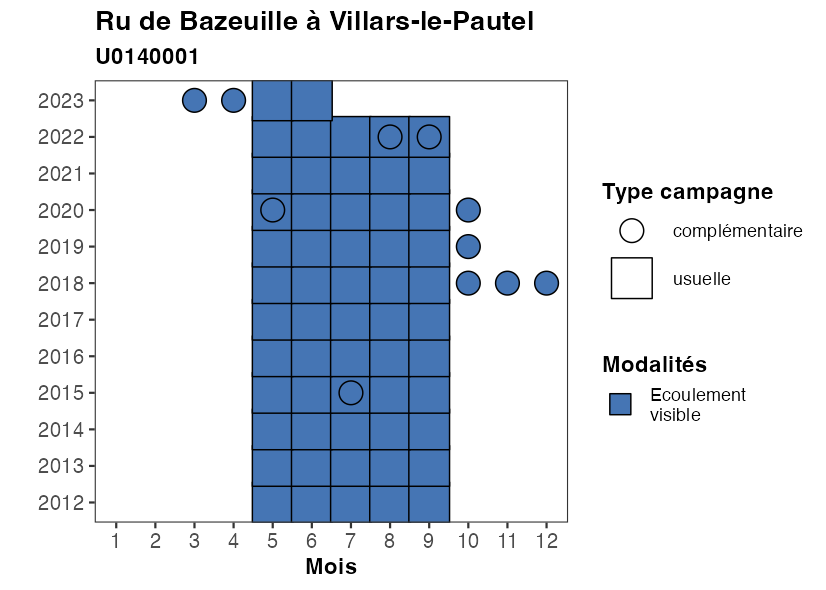 Ru de Bazeuille à Villars-le-Pautel
U0140001
2023
2022
2021
2020
2019
2018
2017
2016
2015
2014
2013
2012
1 2 3 4 5 6 7 8 9 10 11 12
Mois
Type campagne
complémentaire
usuelle
Modalités
Ecoulement
visible